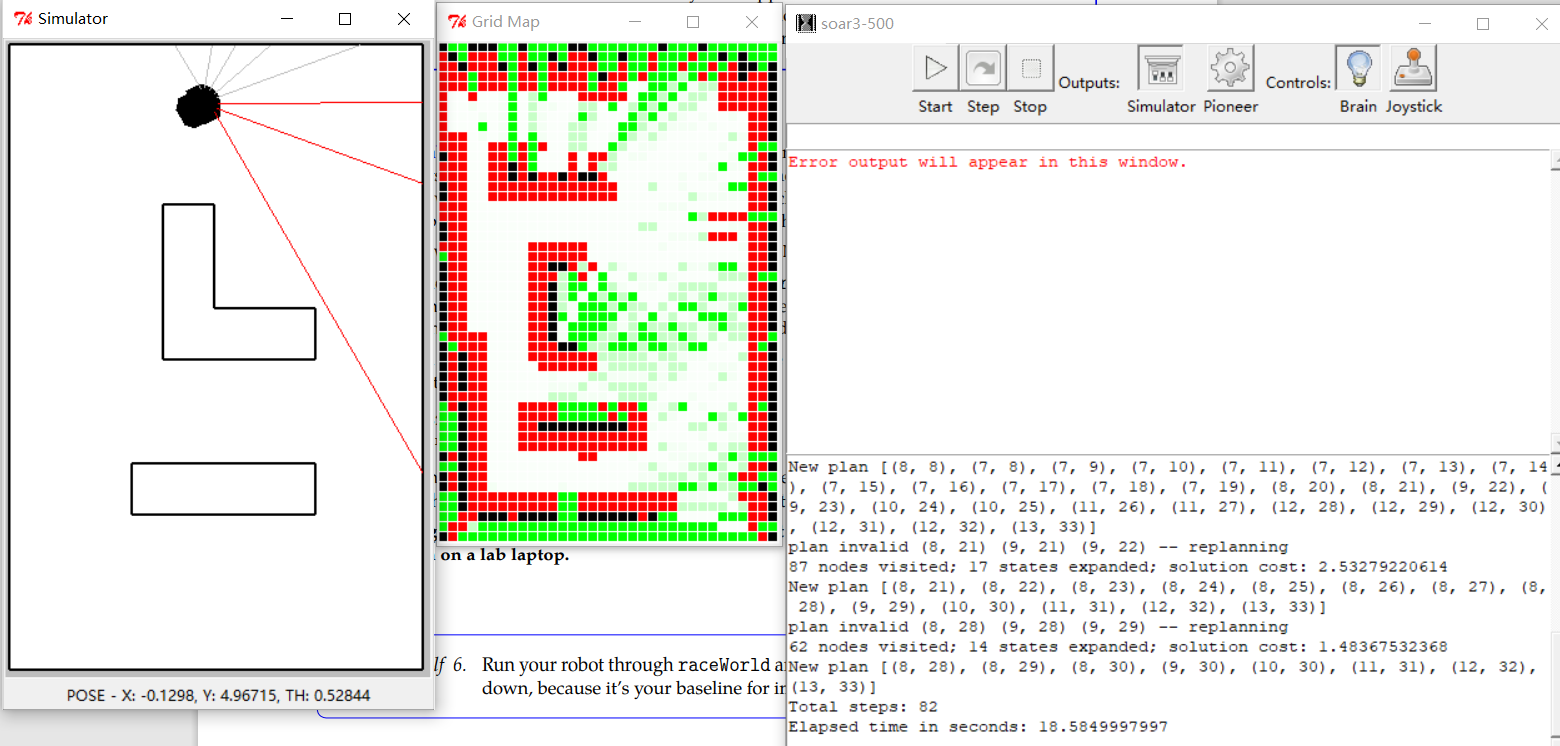 Simulator
POSE - X: -0.1298, Y: 4.96715, TH: 0.52844
Grid Map
on a lab laptop.
lf 6. Run your robot through raceWorld a
down, because it's your baseline for i
soar3-500
Start Step Stop Outputs: Simulator Pioneer Controls: Brain Joystick
Error output will appear in this window.
New plan [(8, 8), (7, 8), (7, 9), (7, 10), (7, 11), (7, 12), (7, 13), (7, 14
), (7, 15), (7, 16), (7, 17), (7, 18), (7, 19), (8, 20), (8, 21), (9, 22), (
9, 23), (10, 24), (10, 25), (11, 26), (11, 27), (12, 28), (12, 29), (12, 30)
, (12, 31), (12, 32), (13, 33)]
plan invalid (8, 21) (9, 21) (9, 22) -- replanning
87 nodes visited; 17 states expanded; solution cost: 2.53279220614
New plan [(8, 21), (8, 22), (8, 23), (8, 24), (8, 25), (8, 26), (8, 27), (8,
28), (9, 29), (10, 30), (11, 31), (12, 32), (13, 33)]
plan invalid (8, 28) (9, 28) (9, 29) -- replanning
62 nodes visited; 14 states expanded; solution cost: 1.48367532368
New plan [(8, 28), (8, 29), (8, 30), (9, 30), (10, 30), (11, 31), (12, 32),
(13, 33)]
Total steps: 82
Elapsed time in seconds: 18.5849997997